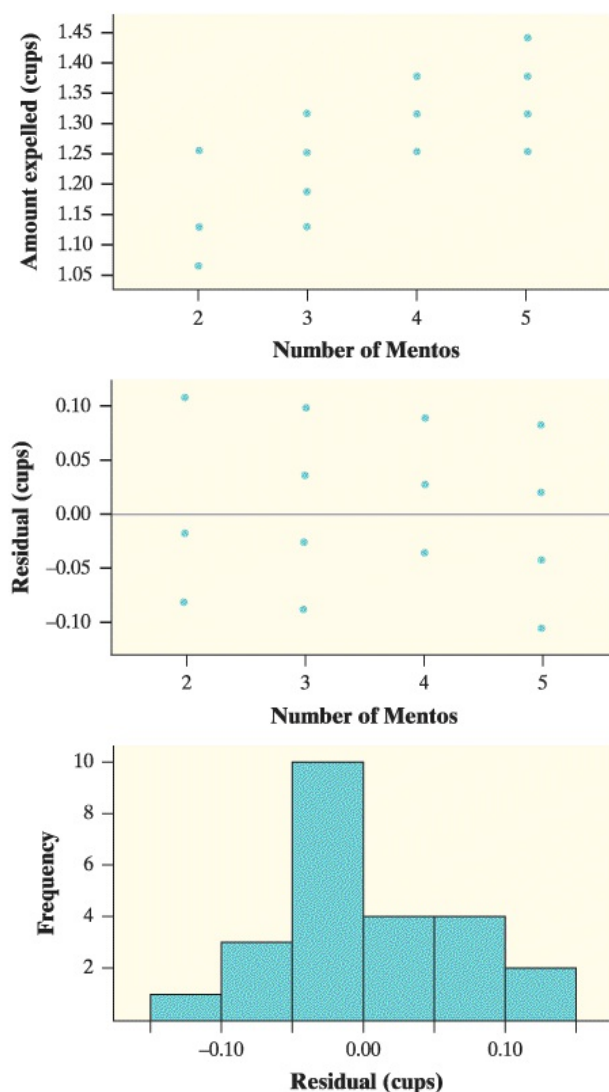 1.45
1.40
1.35
1.30
1.25
1.20
1.15
1.10
1.05
Amount expelled (cups)
2 3 4 5
Number of Mentos
0.10
0.05
0.00
–0.05
–0.10
Residual (cups)
2 3 4 5
Number of Mentos
10
8
6
4
2
Frequency
–0.10 0.00 0.10
Residual (cups)